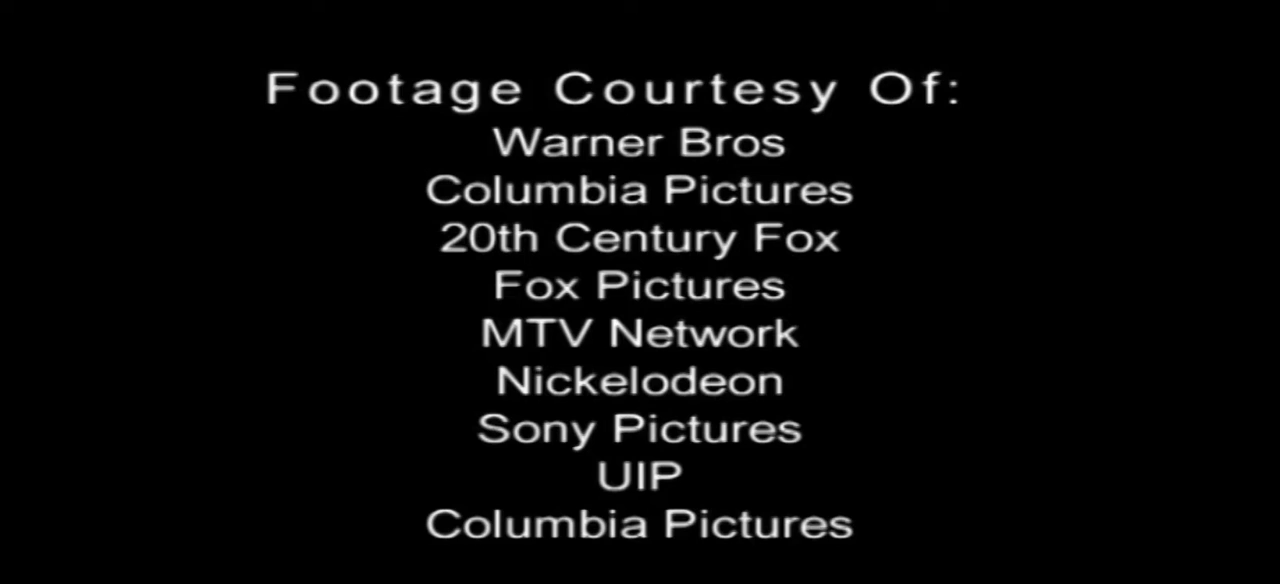 Footage Courtesy Of:
Warner Bros
Columbia Pictures
20th Century Fox
Fox Pictures
MTV Network
Nickelodeon
Sony Pictures
UIP
Columbia Pictures